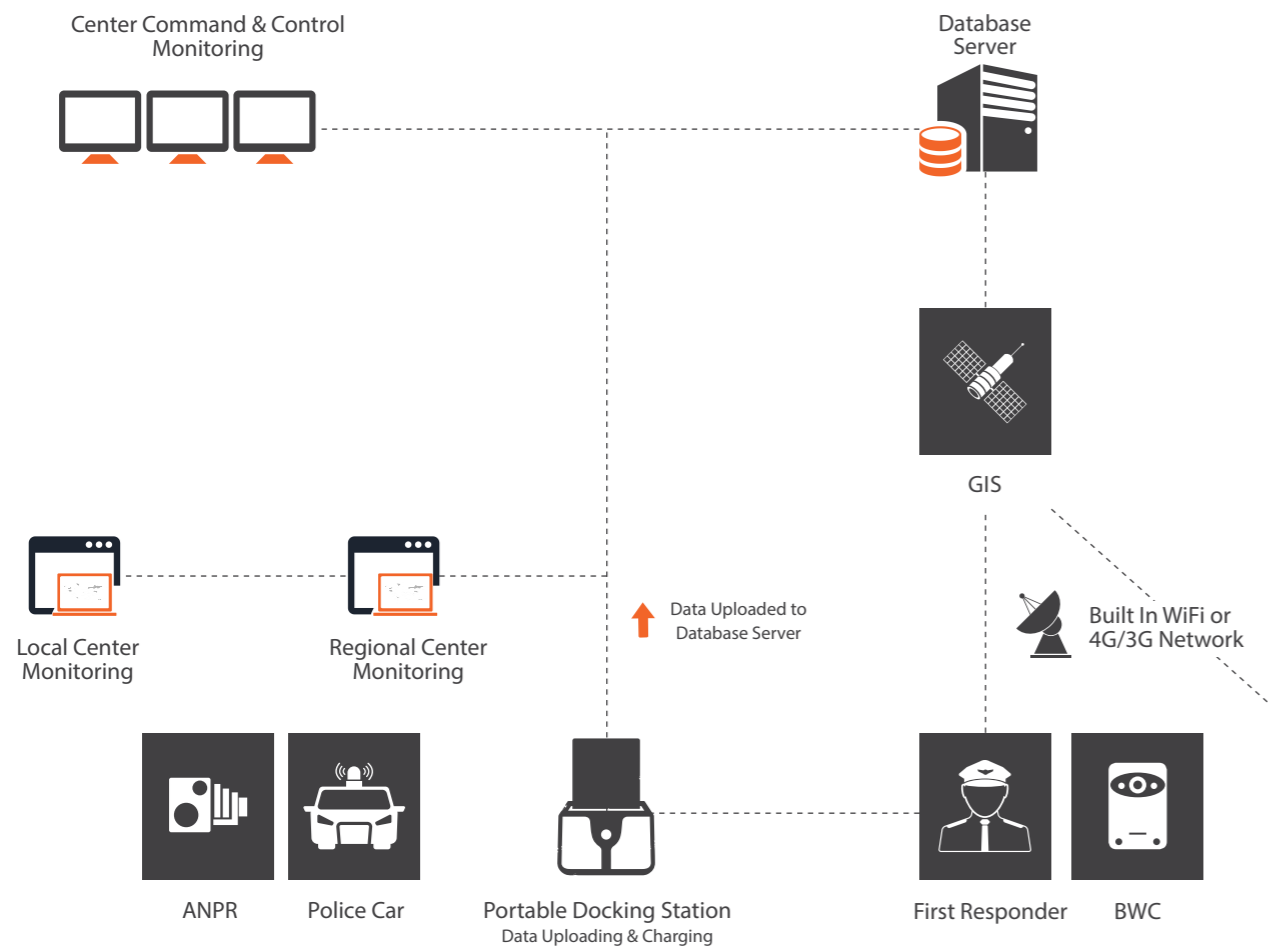 Center Command & Control
Monitoring
Database
Server
GIS
Built In WiFi or
4G/3G Network
Data Uploaded to
Database Server
Local Center
Monitoring
Regional Center
Monitoring
ANPR
Police Car
Portable Docking Station
Data Uploading & Charging
First Responder
BWC